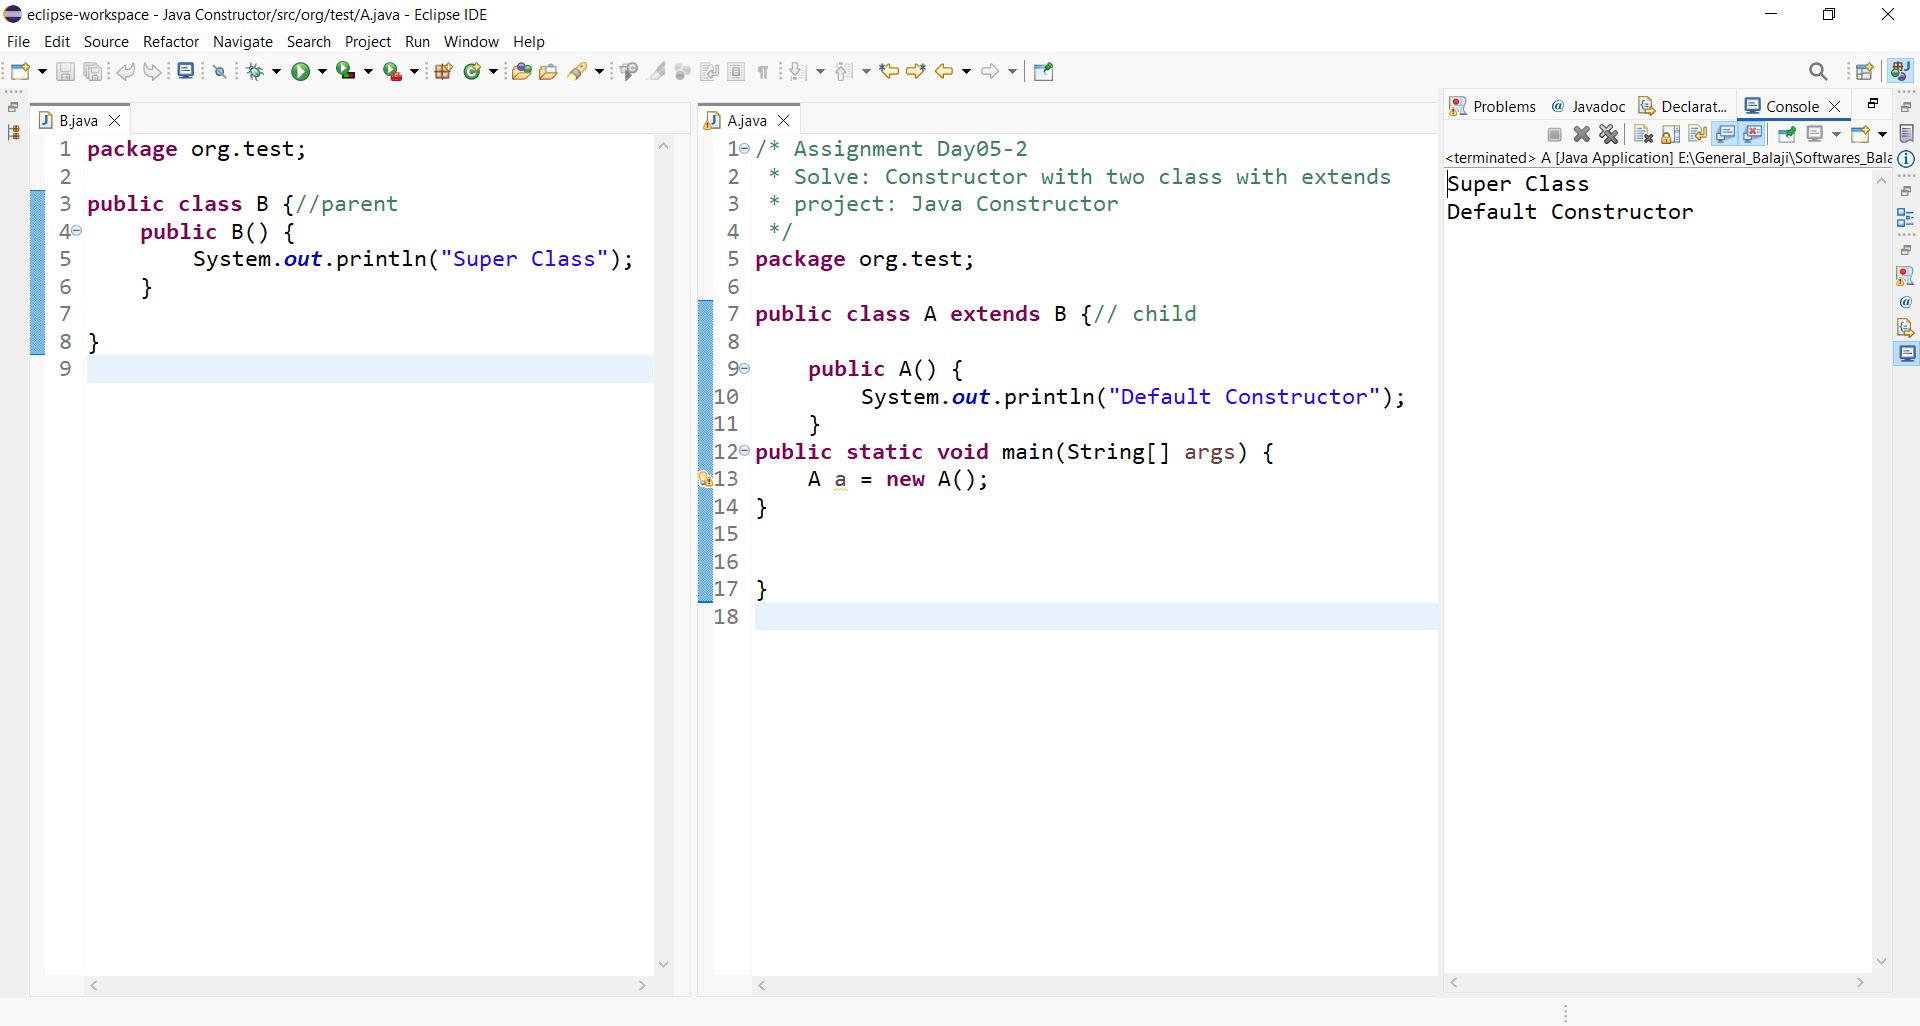 eclipse-workspace - Java Constructor/src/org/test/A.java - Eclipse IDE
File Edit Source Refactor Navigate Search Project Run Window Help
B.java
1 package org.test;
2
3 public class B {//parent
4 public B() {
5 System.out.println("Super Class");
6 }
7
8 }
9
A.java
1 /* Assignment Day05-2
2 * Solve: Constructor with two class with extends
3 * project: Java Constructor
4 */
5 package org.test;
6
7 public class A extends B {// child
8
9 public A() {
10 System.out.println("Default Constructor");
11 }
12 public static void main(String[] args) {
13 A a = new A();
14 }
15
16
17 }
18
Problems @ Javadoc Declarat... Console
<terminated> A [Java Application] E:\General_Balaji\Softwares_Bala
Super Class
Default Constructor